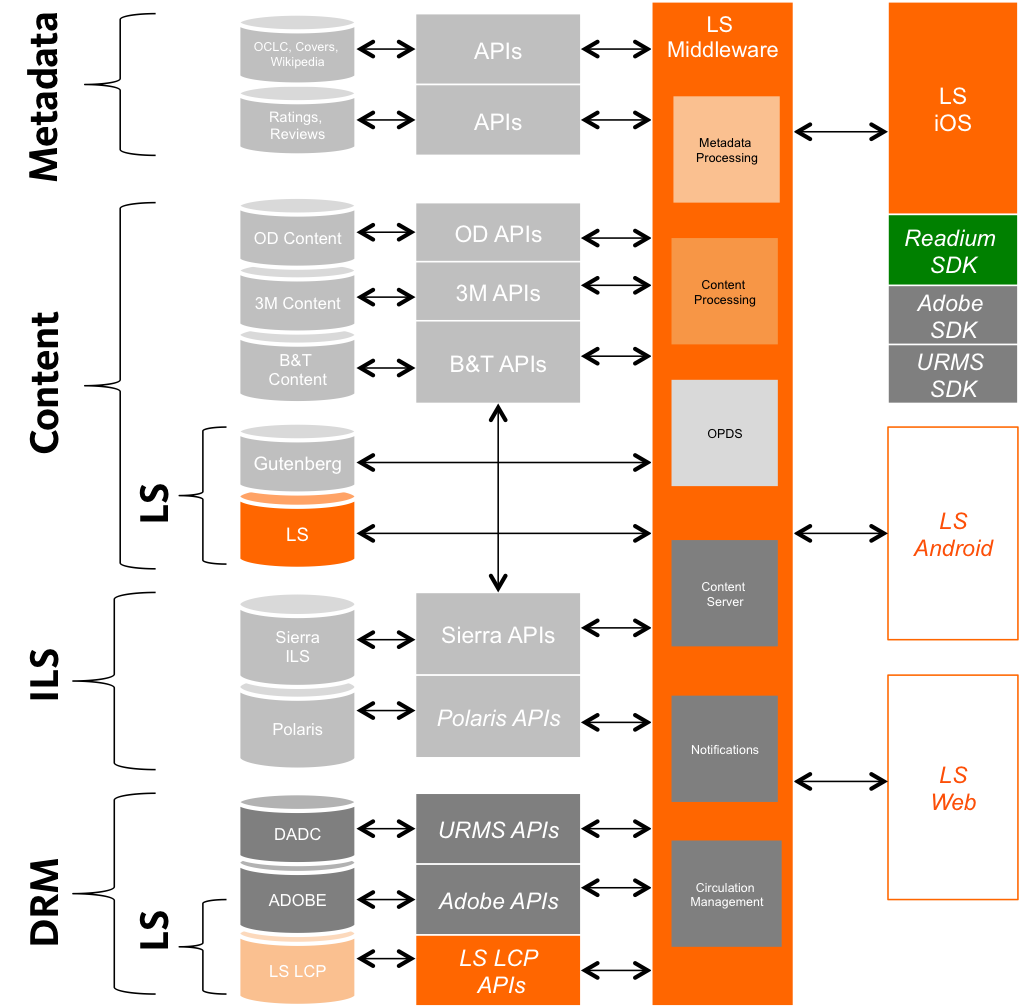 Metadata
OCLC, Covers,
Wikipedia
APIs
Ratings,
Reviews
APIs
Content
OD Content
OD APIs
3M Content
3M APIs
B&T
Content
B&T APIs
LS
Gutenberg
LS
ILS
Sierra
ILS
Sierra APIs
Polaris
Polaris APIs
DRM
DADC
URMS APIs
LS
ADOBE
Adobe APIs
LS LCP
LS LCP
APIs
LS
Middleware
Metadata
Processing
Content
Processing
OPDS
Content
Server
Notifications
Circulation
Management
LS
iOS
Readium
SDK
Adobe
SDK
URMS
SDK
LS
Android
LS
Web